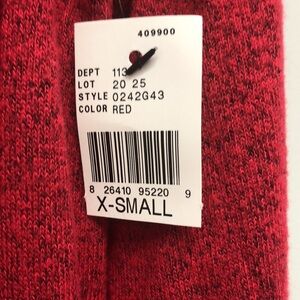 409900
DEPT 113
LOT 20 25
STYLE 0242G43
COLOR RED
8 26410 95220 9
X-SMALL